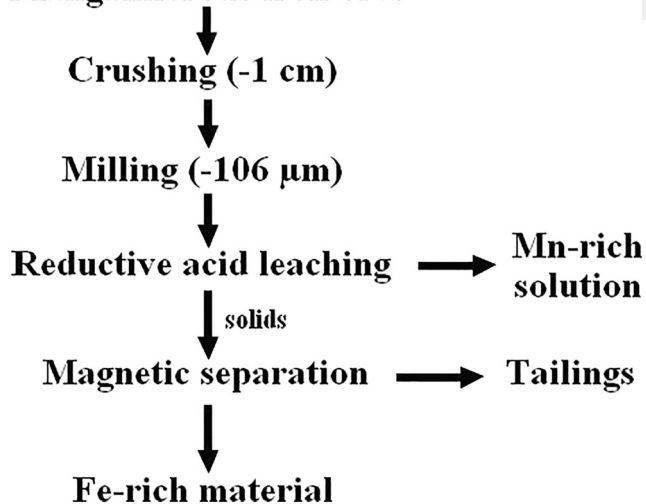 Crushing (-1 cm)
Milling (-106 µm)
Reductive acid leaching
Mn-rich
solution
solids
Magnetic separation
Tailings
Fe-rich material